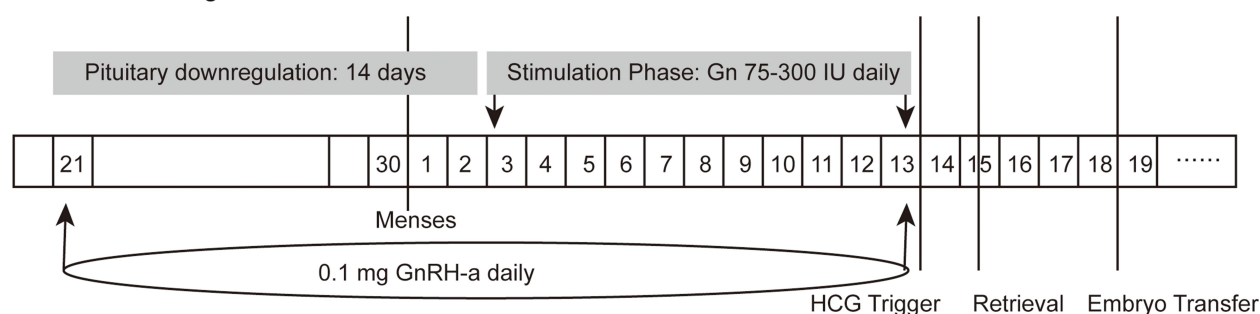 Pituitary downregulation: 14 days
Stimulation Phase: Gn 75-300 IU daily
21 30 1 2 3 4 5 6 7 8 9 10 11 12 13 14 15 16 17 18 19 ······
Menses
0.1 mg GnRH-a daily
HCG Trigger Retrieval Embryo Transfer